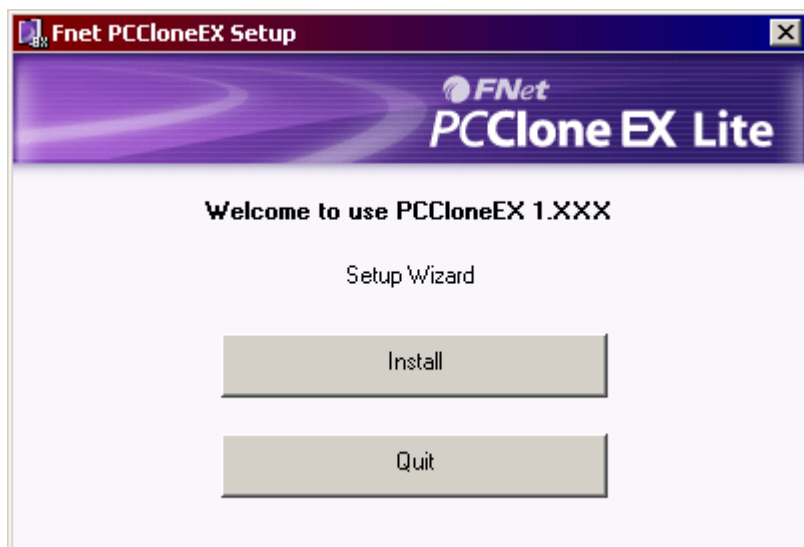 Fnet PCCloneEX Setup
FNet
PCClone EX Lite
Welcome to use PCCloneEX 1.XXX
Setup Wizard
Install
Quit